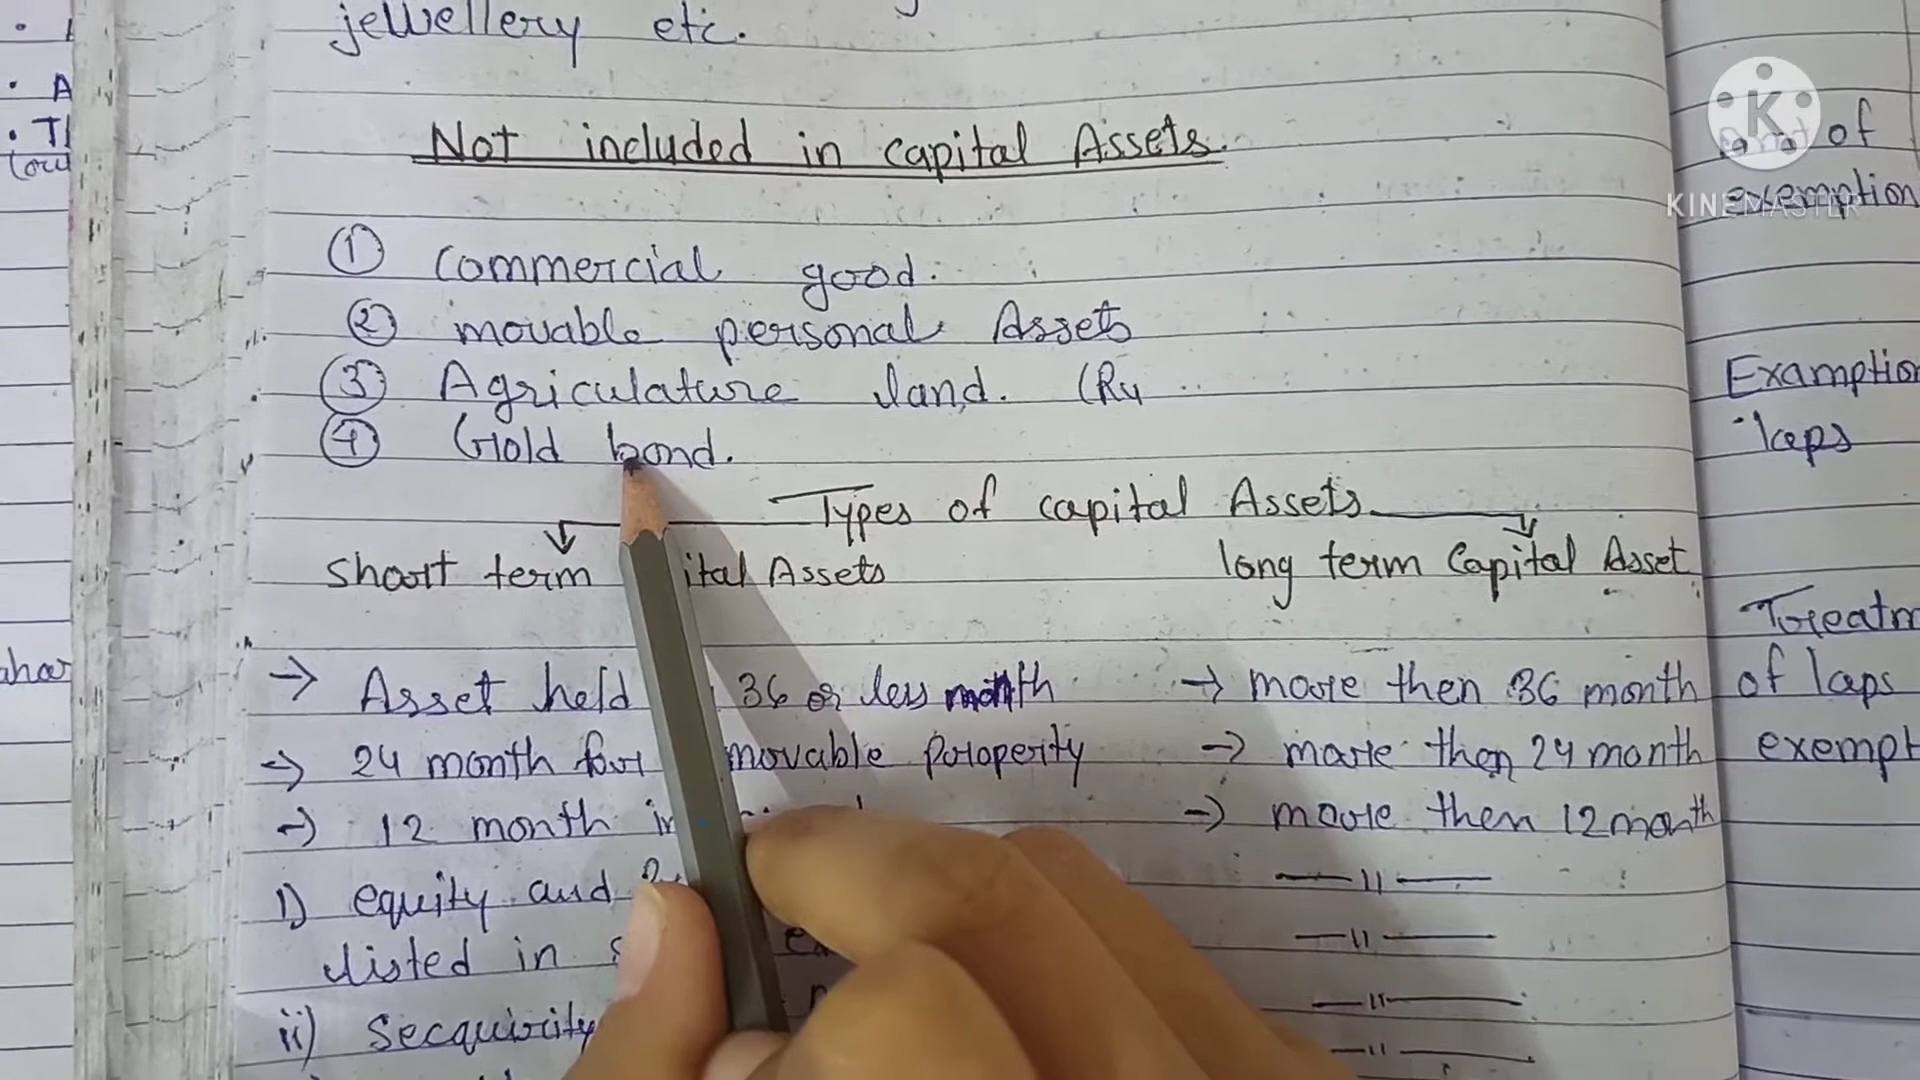 jewellery etc.
Not included in capital Assets.
① Commercial good.
② movable personal Assets
③ Agriculature land. (Ru
④ Gold bond.
Types of capital Assets
short term ital Assets
long term Capital Asset
→ Asset held 36 or less month
→ more then 36 month
→ 24 month for movable property
→ more then 24 month
→ 12 month in
→ more then 12 month
i) equity and
listed in
ii) secquirity
KINEMASTER
of
exemption
Examption
laps
Treatm
of laps
exempt